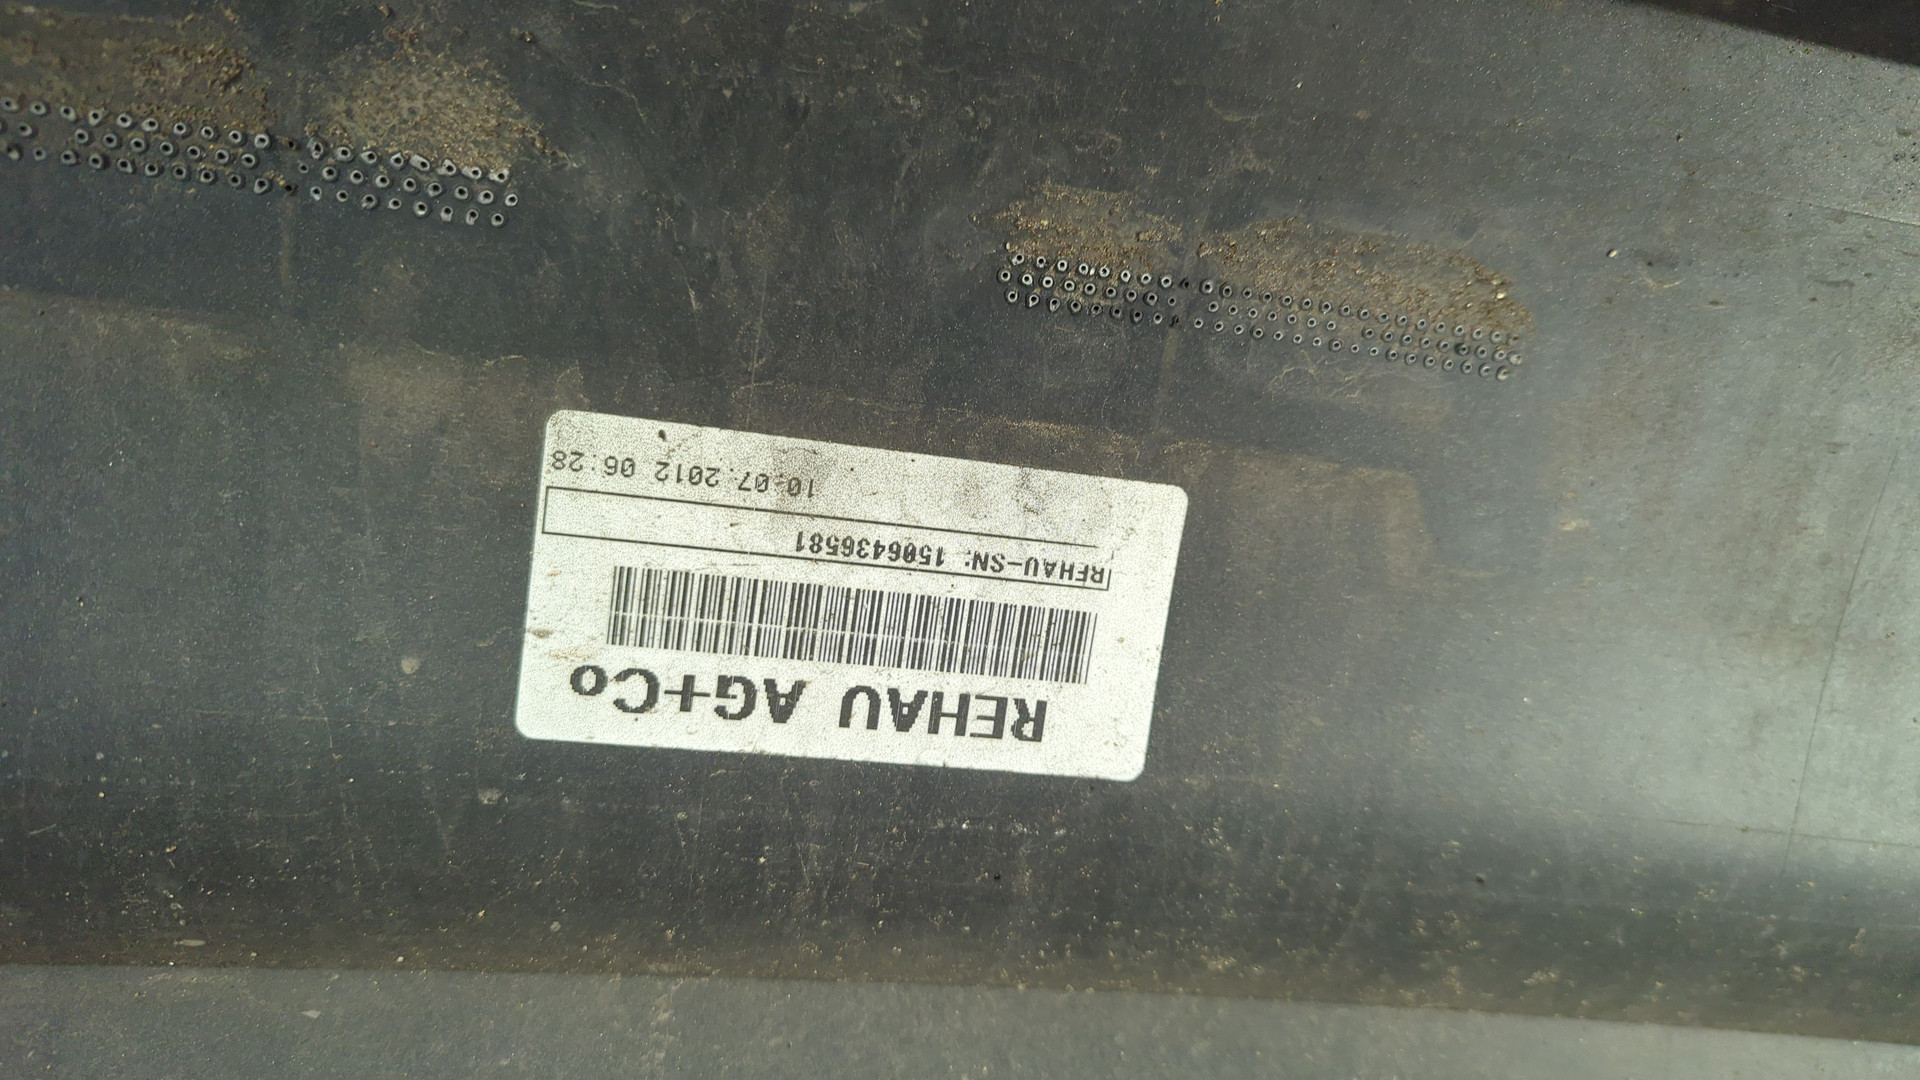 REHAU AG+Co
REHAU-SN: 1506436581
10.07.2012 06:28